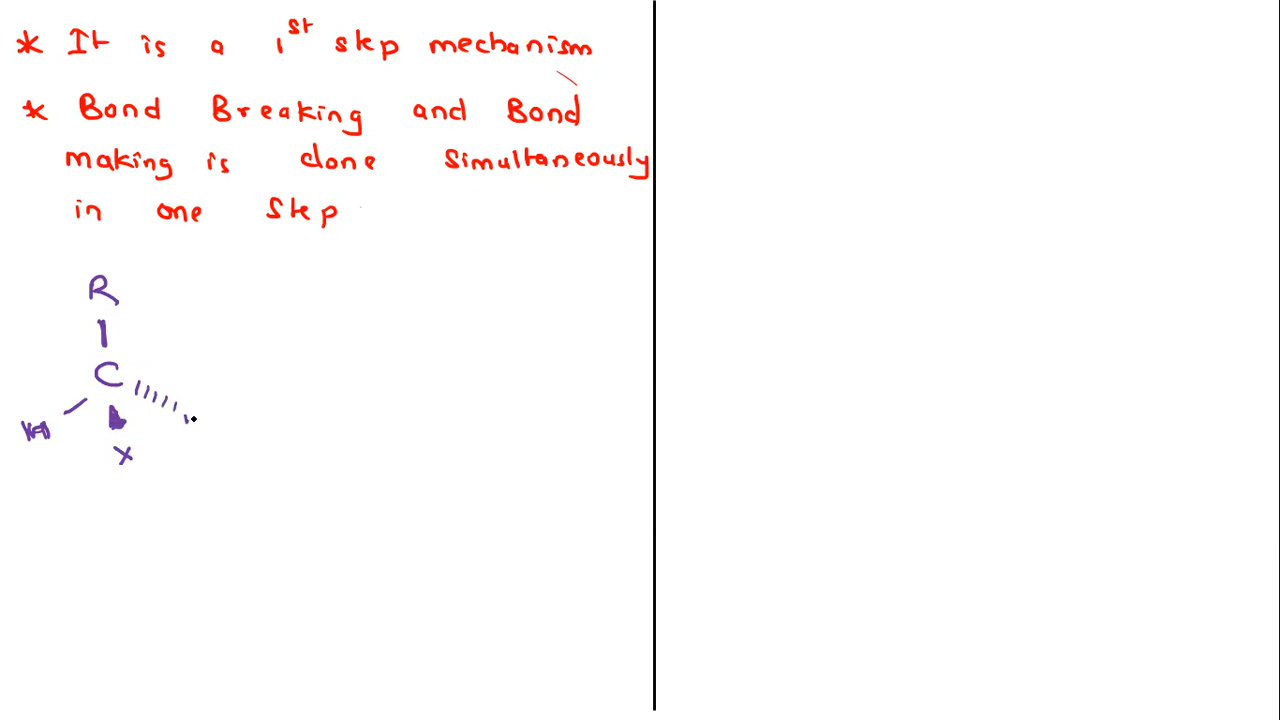 * It is a 1st step mechanism
* Bond Breaking and Bond
making is done simultaneously
in one step
R
C
X